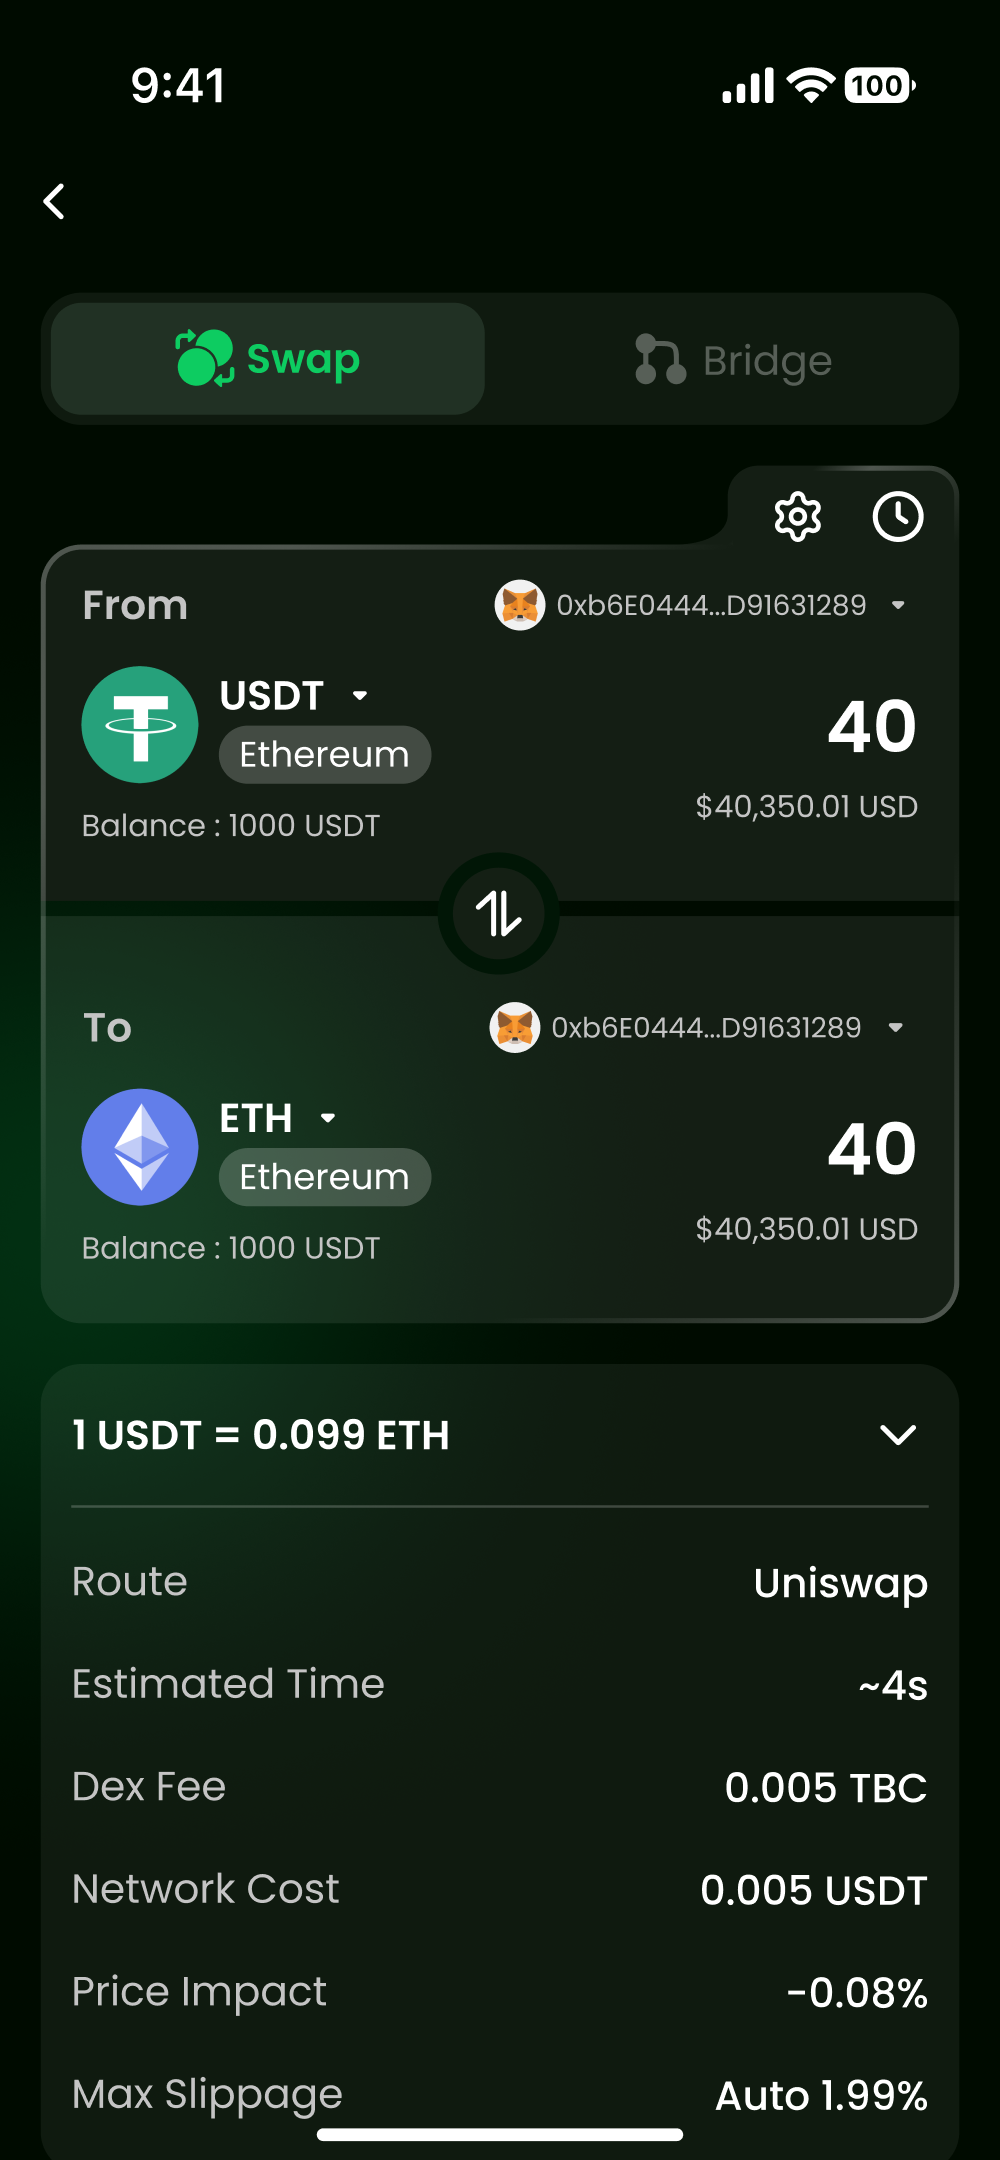 9:41
100
Swap
Bridge
From
0xb6E0444...D91631289
USDT
Ethereum
40
$40,350.01 USD
Balance : 1000 USDT
To
0xb6E0444...D91631289
ETH
Ethereum
40
$40,350.01 USD
Balance : 1000 USDT
1 USDT = 0.099 ETH
Route
Uniswap
Estimated Time
~4s
Dex Fee
0.005 TBC
Network Cost
0.005 USDT
Price Impact
-0.08%
Max Slippage
Auto 1.99%